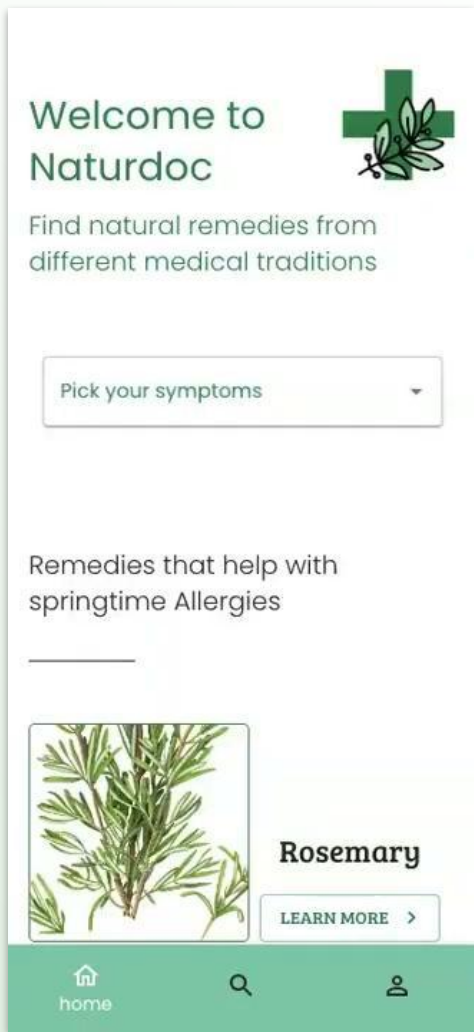 Welcome to
Naturdoc
Find natural remedies from
different medical traditions
Pick your symptoms
Remedies that help with
springtime Allergies
Rosemary
LEARN MORE
home